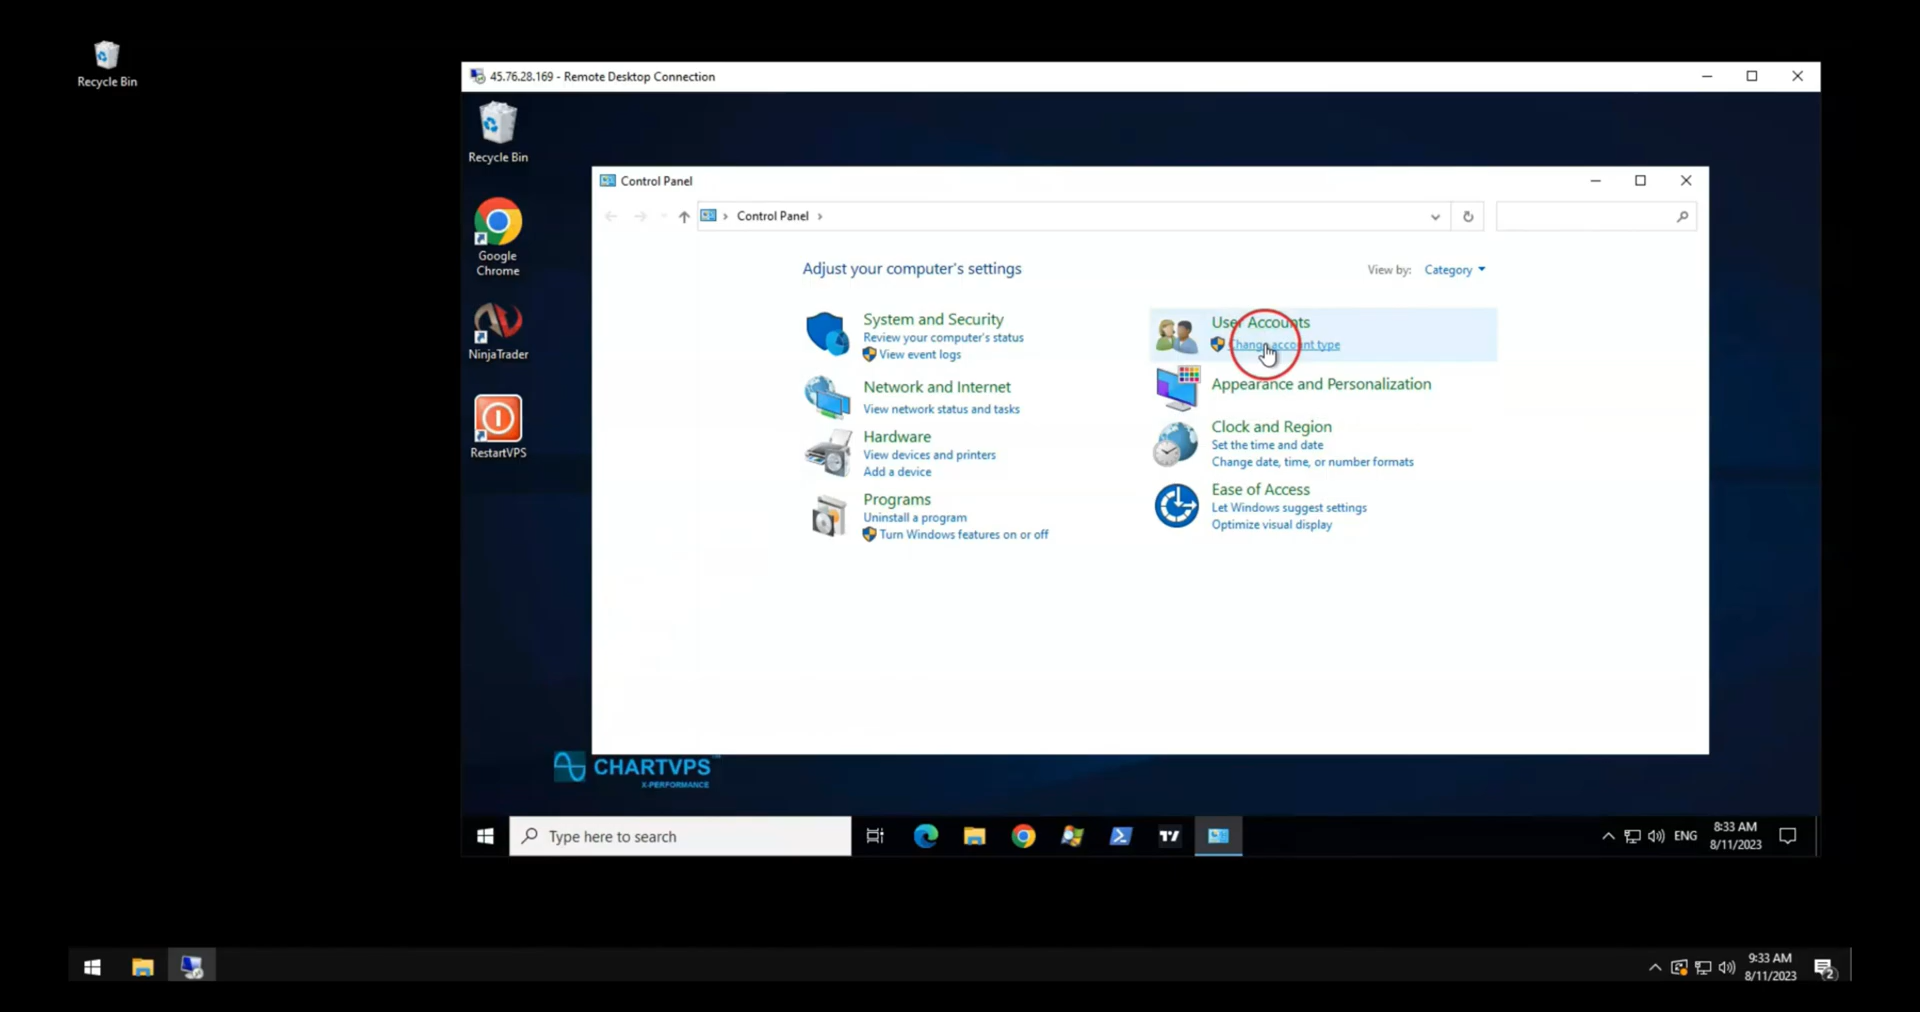 Recycle Bin
45.76.28.169 - Remote Desktop Connection
Recycle Bin
Google
Chrome
NinjaTrader
RestartVPS
Control Panel
Control Panel
Adjust your computer's settings
View by: Category
System and Security
Review your computer's status
View event logs
Network and Internet
View network status and tasks
Hardware
View devices and printers
Add a device
Programs
Uninstall a program
Turn Windows features on or off
User Accounts
Change account type
Appearance and Personalization
Clock and Region
Set the time and date
Change date, time, or number formats
Ease of Access
Let Windows suggest settings
Optimize visual display
CHARTVPS
X-PERFORMANCE
Type here to search
ENG
8:33 AM
8/11/2023
9:33 AM
8/11/2023
2